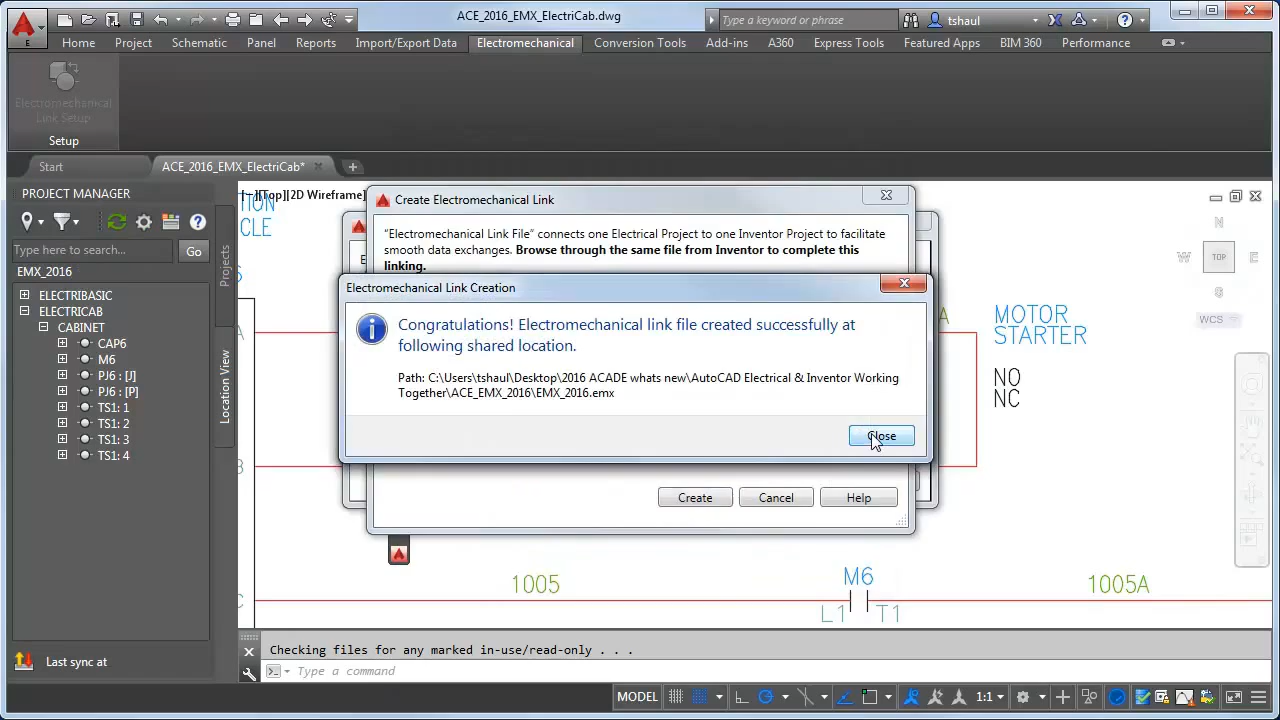 ACE_2016_EMX_ElectriCab.dwg
Type a keyword or phrase
tshaul
E
Home
Project
Schematic
Panel
Reports
Import/Export Data
Electromechanical
Conversion Tools
Add-ins
A360
Express Tools
Featured Apps
BIM 360
Performance
Electromechanical
Link Setup
Setup
Start
ACE_2016_EMX_ElectriCab*
PROJECT MANAGER
Type here to search...
Go
EMX_2016
ELECTRIBASIC
ELECTRICAB
CABINET
CAP6
M6
PJ6 : [J]
PJ6 : [P]
TS1: 1
TS1: 2
TS1: 3
TS1: 4
Last sync at
Projects
Location View
[-][Top][2D Wireframe]
TION
CLE
Create Electromechanical Link
"Electromechanical Link File" connects one Electrical Project to one Inventor Project to facilitate
smooth data exchanges. Browse through the same file from Inventor to complete this
linking.
Electromechanical Link Creation
Congratulations! Electromechanical link file created successfully at
following shared location.
Path: C:\Users\tshaul\Desktop\2016 ACADE whats new\AutoCAD Electrical & Inventor Working
Together\ACE_EMX_2016\EMX_2016.emx
Close
Create
Cancel
Help
N
W
TOP
E
S
WCS
A
MOTOR
STARTER
NO
NC
1005
M6
1005A
L1
T1
Checking files for any marked in-use/read-only . . .
Type a command
MODEL
1:1